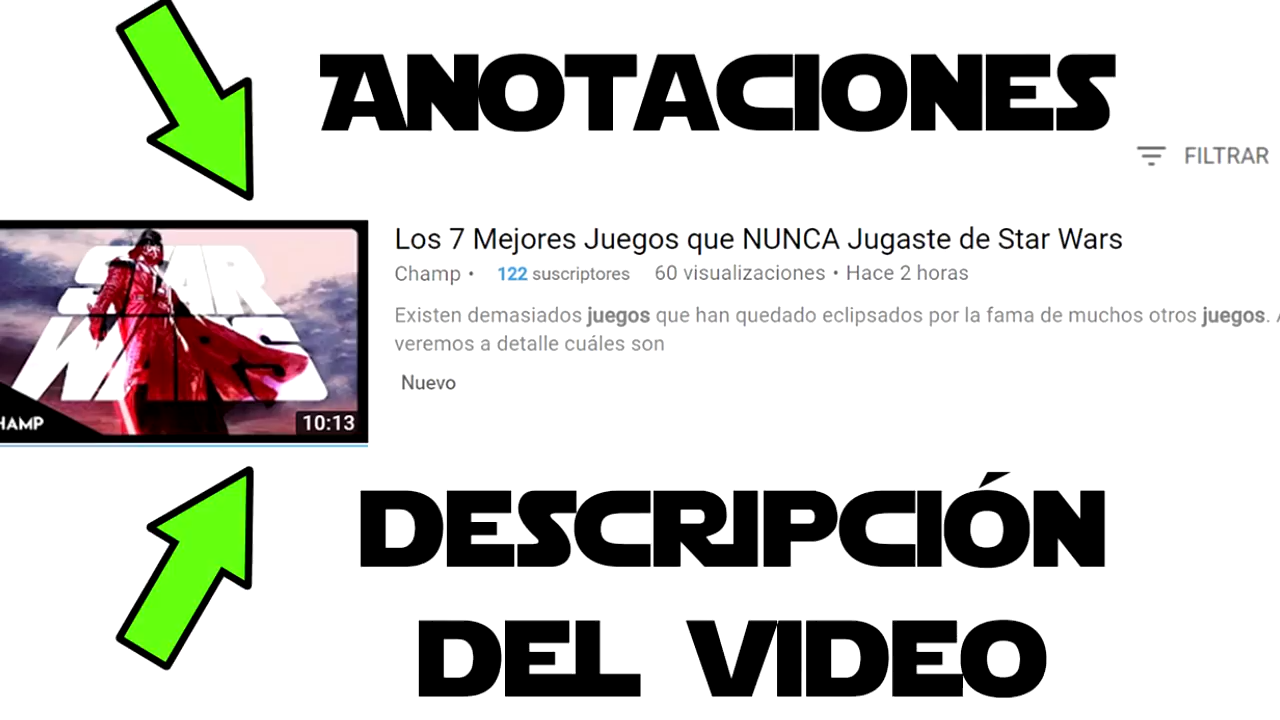 ANOTACIONES
FILTRAR
STAR
WARS
HAMP
10:13
Los 7 Mejores Juegos que NUNCA Jugaste de Star Wars
Champ • 122 suscriptores 60 visualizaciones • Hace 2 horas
Existen demasiados juegos que han quedado eclipsados por la fama de muchos otros juegos.
veremos a detalle cuáles son
Nuevo
DESCRIPCIÓN
DEL VIDEO